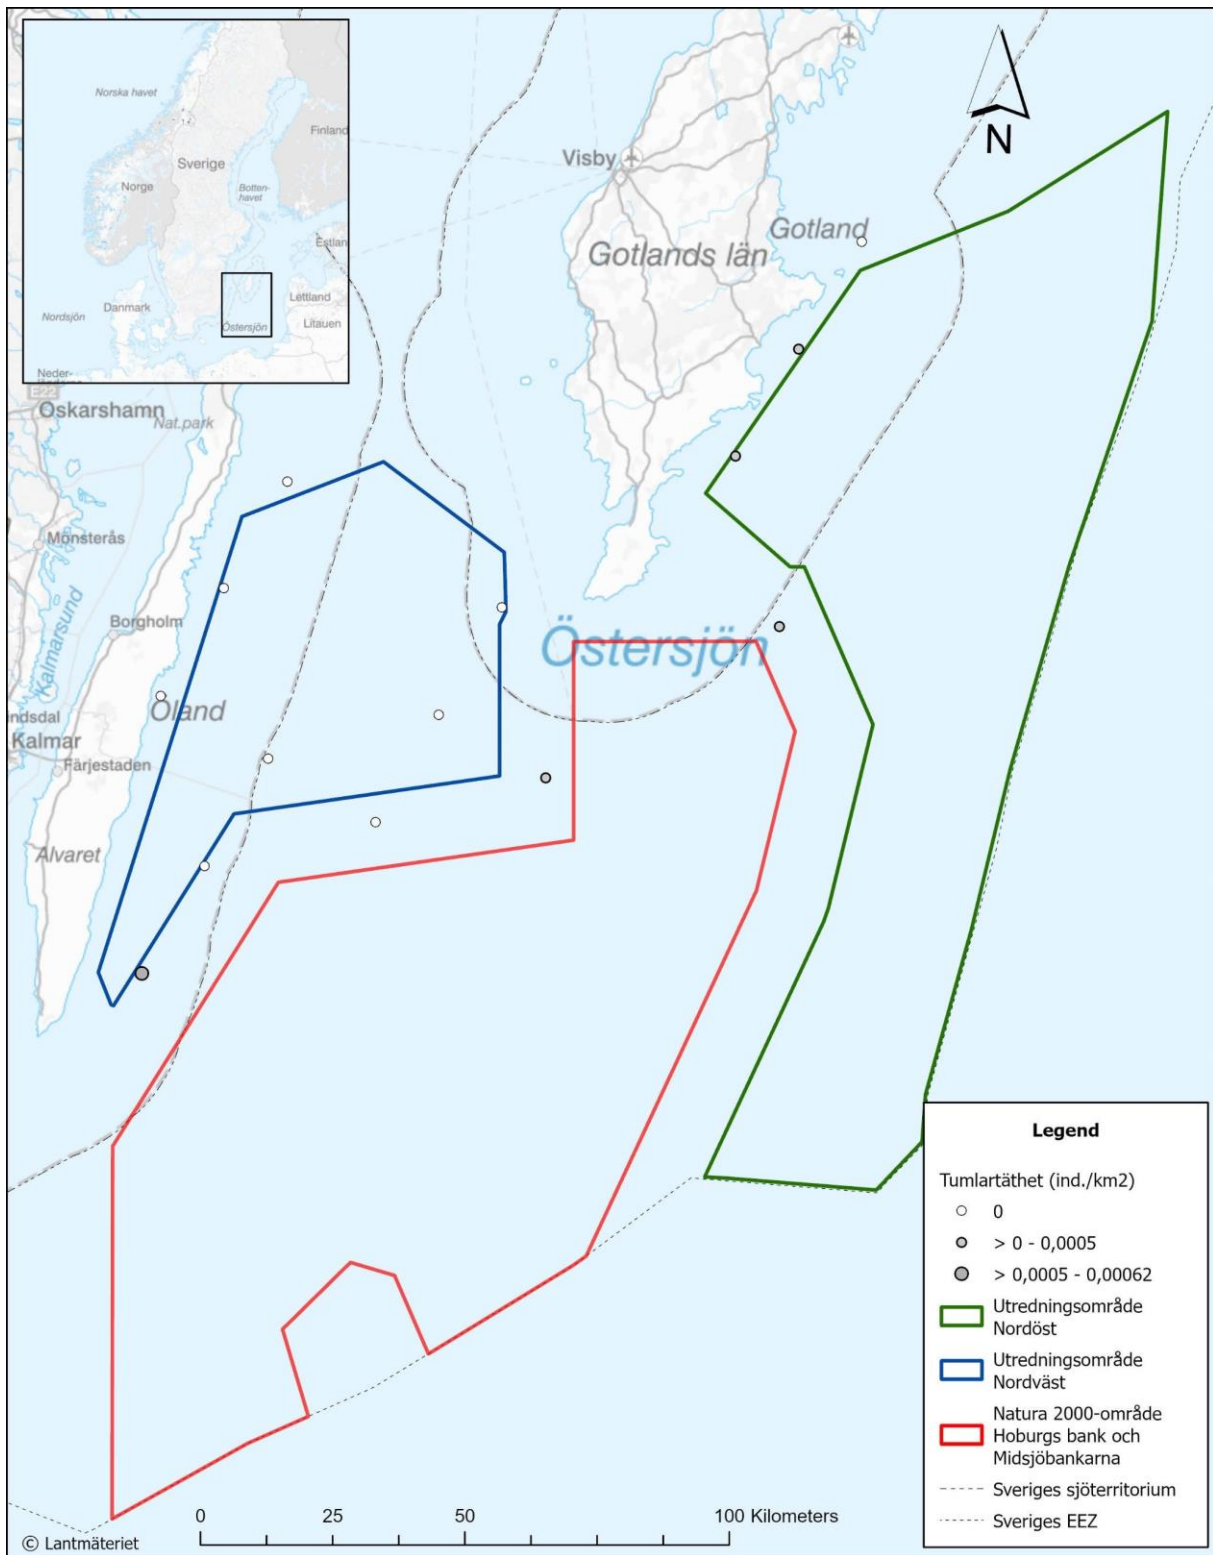 Norska havet
Finland
Sverige
Norge
Botten-
havet
Estlan
Danmark
Lettland
Nordsjön
Östersjön
Litauen
Neder-
E22
Oskarshamn
Nat.park
Mönsterås
Kalmarsund
Borgholm
Öland
ndsdal
Kalmar
Färjestaden
Alvaret
Visby
Gotland
Gotlands län
Östersjön
N
Legend
Tumlartäthet (ind./km2)
0
> 0 - 0,0005
> 0,0005 - 0,00062
Utredningsområde
Nordöst
Utredningsområde
Nordväst
Natura 2000-område
Hoburgs bank och
Midsjöbankarna
Sveriges sjöterritorium
Sveriges EEZ
0 25 50 100 Kilometers
© Lantmäteriet